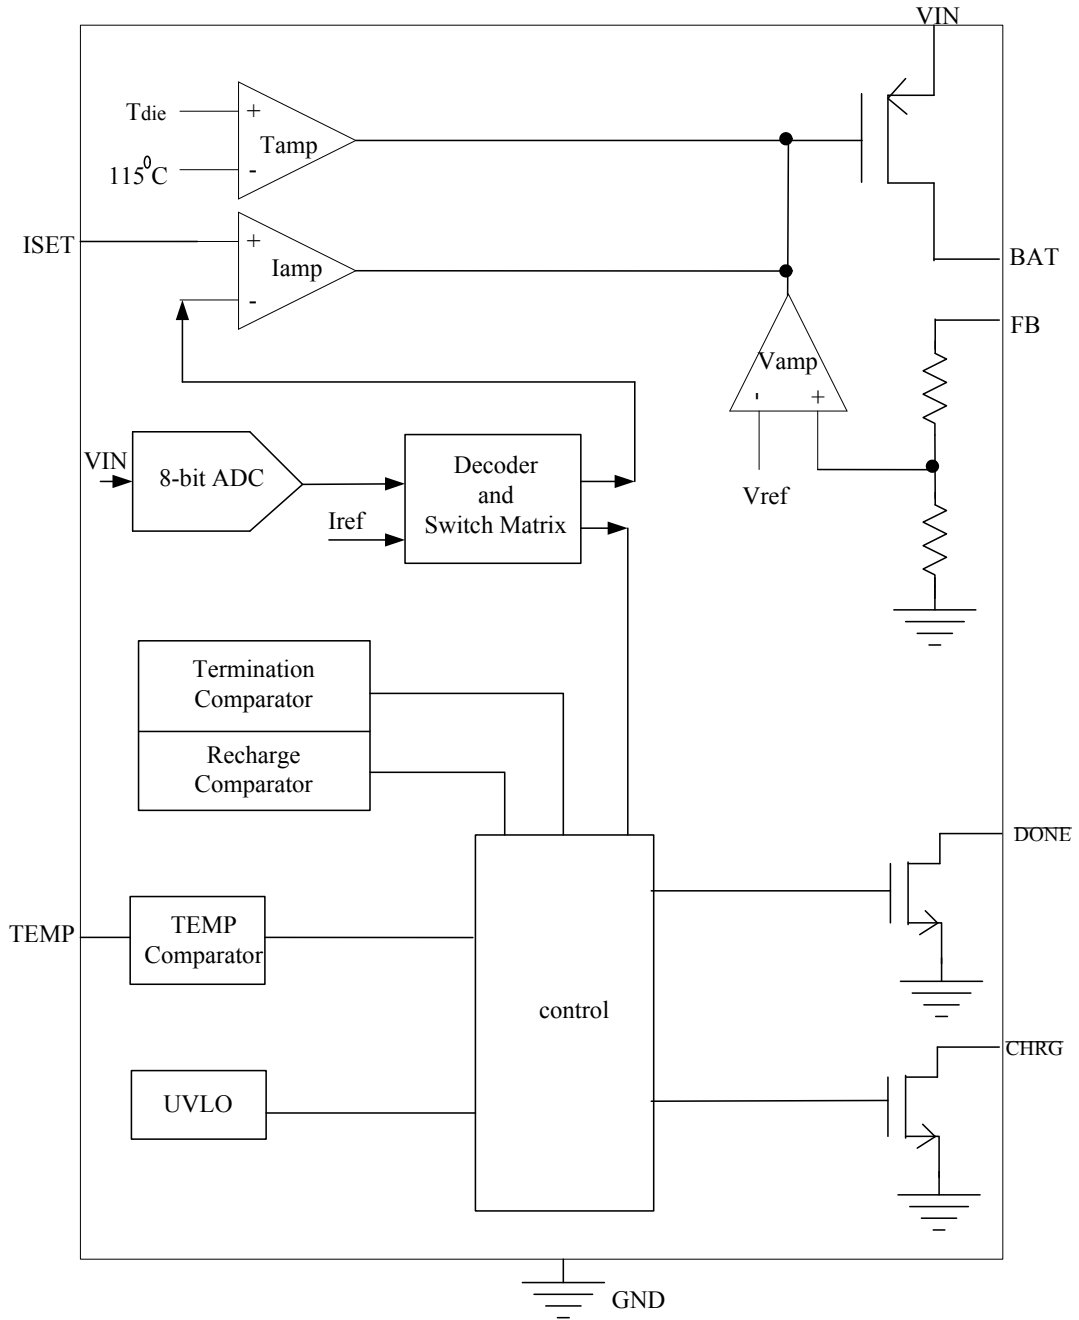 VIN
Tdie
+
Tamp
115⁰C
-
ISET
+
Iamp
-
BAT
FB
Vamp
-
+
Vref
VIN
8-bit ADC
Decoder
and
Switch Matrix
Iref
Termination
Comparator
Recharge
Comparator
DONE
TEMP
TEMP
Comparator
control
CHRG
UVLO
GND